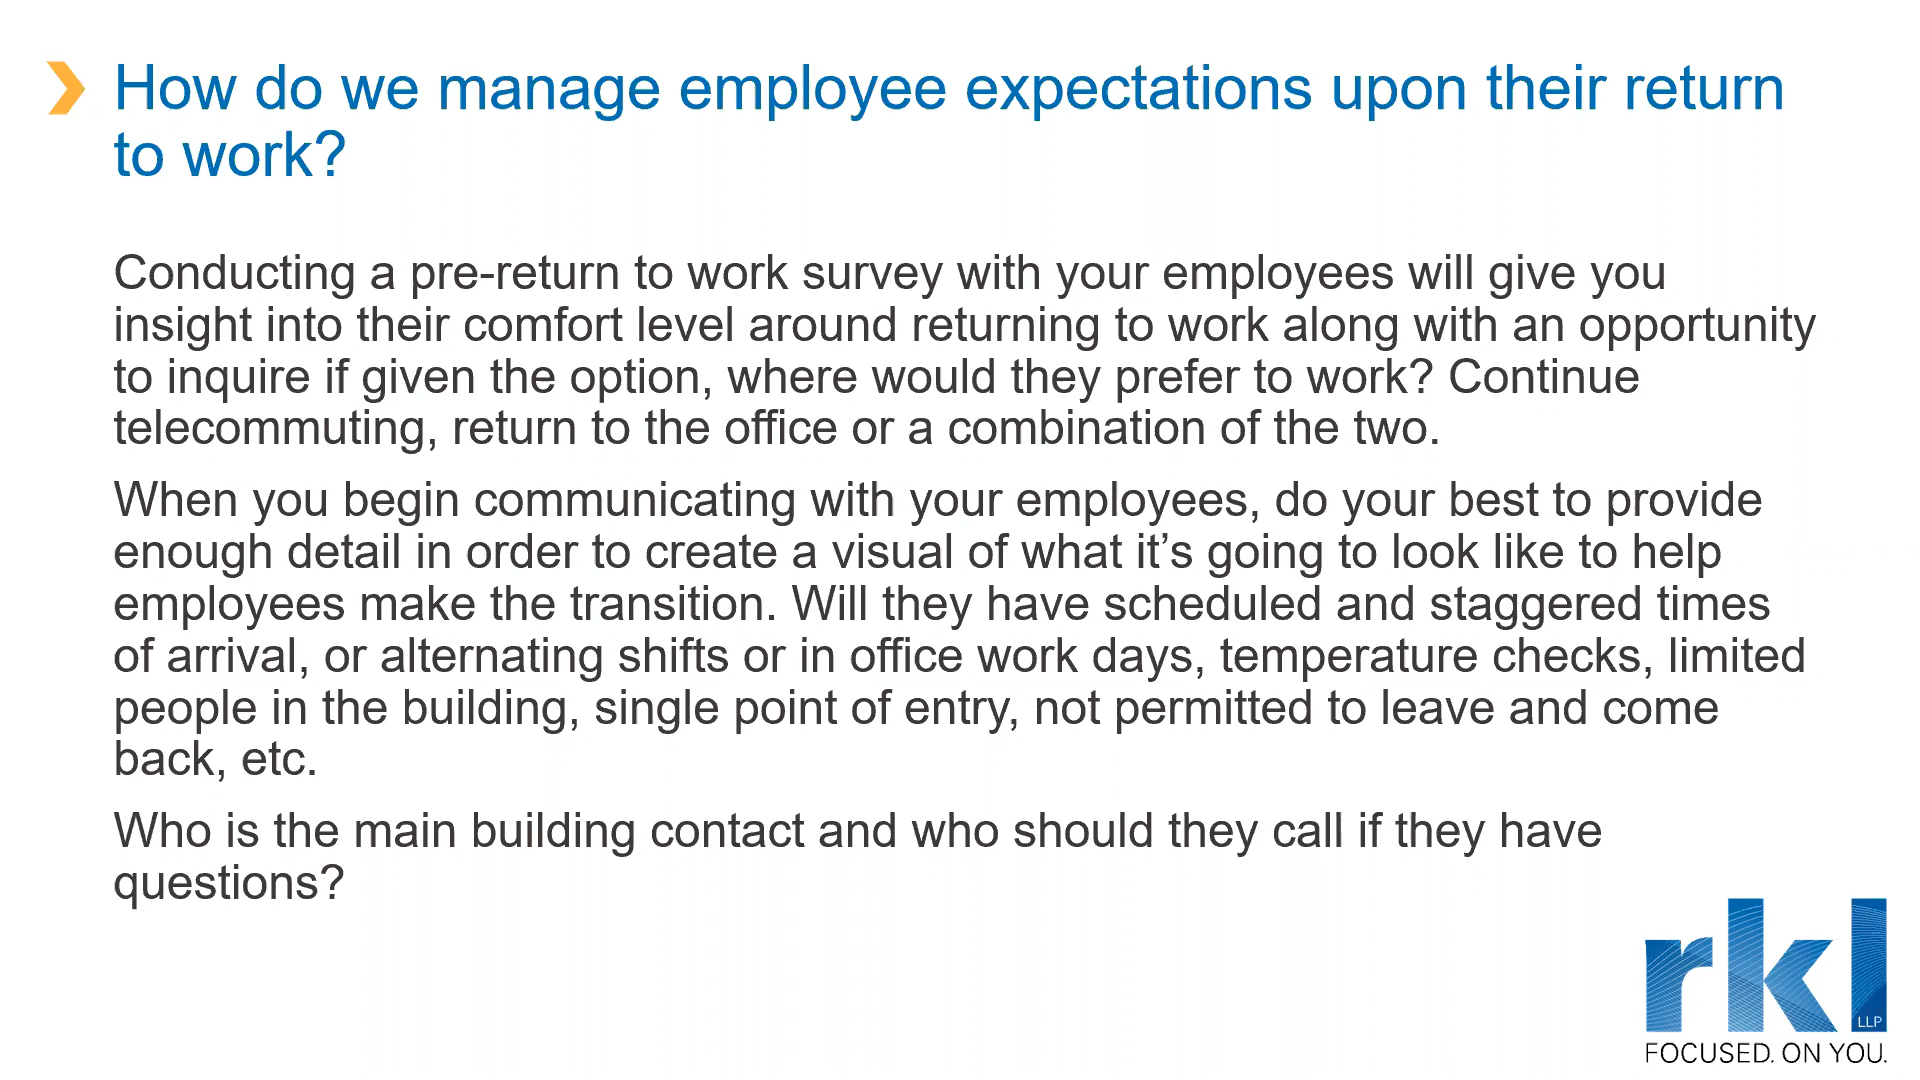 How do we manage employee expectations upon their return
to work?
Conducting a pre-return to work survey with your employees will give you
insight into their comfort level around returning to work along with an opportunity
to inquire if given the option, where would they prefer to work? Continue
telecommuting, return to the office or a combination of the two.
When you begin communicating with your employees, do your best to provide
enough detail in order to create a visual of what it’s going to look like to help
employees make the transition. Will they have scheduled and staggered times
of arrival, or alternating shifts or in office work days, temperature checks, limited
people in the building, single point of entry, not permitted to leave and come
back, etc.
Who is the main building contact and who should they call if they have
questions?
rkl
LLP
FOCUSED. ON YOU.